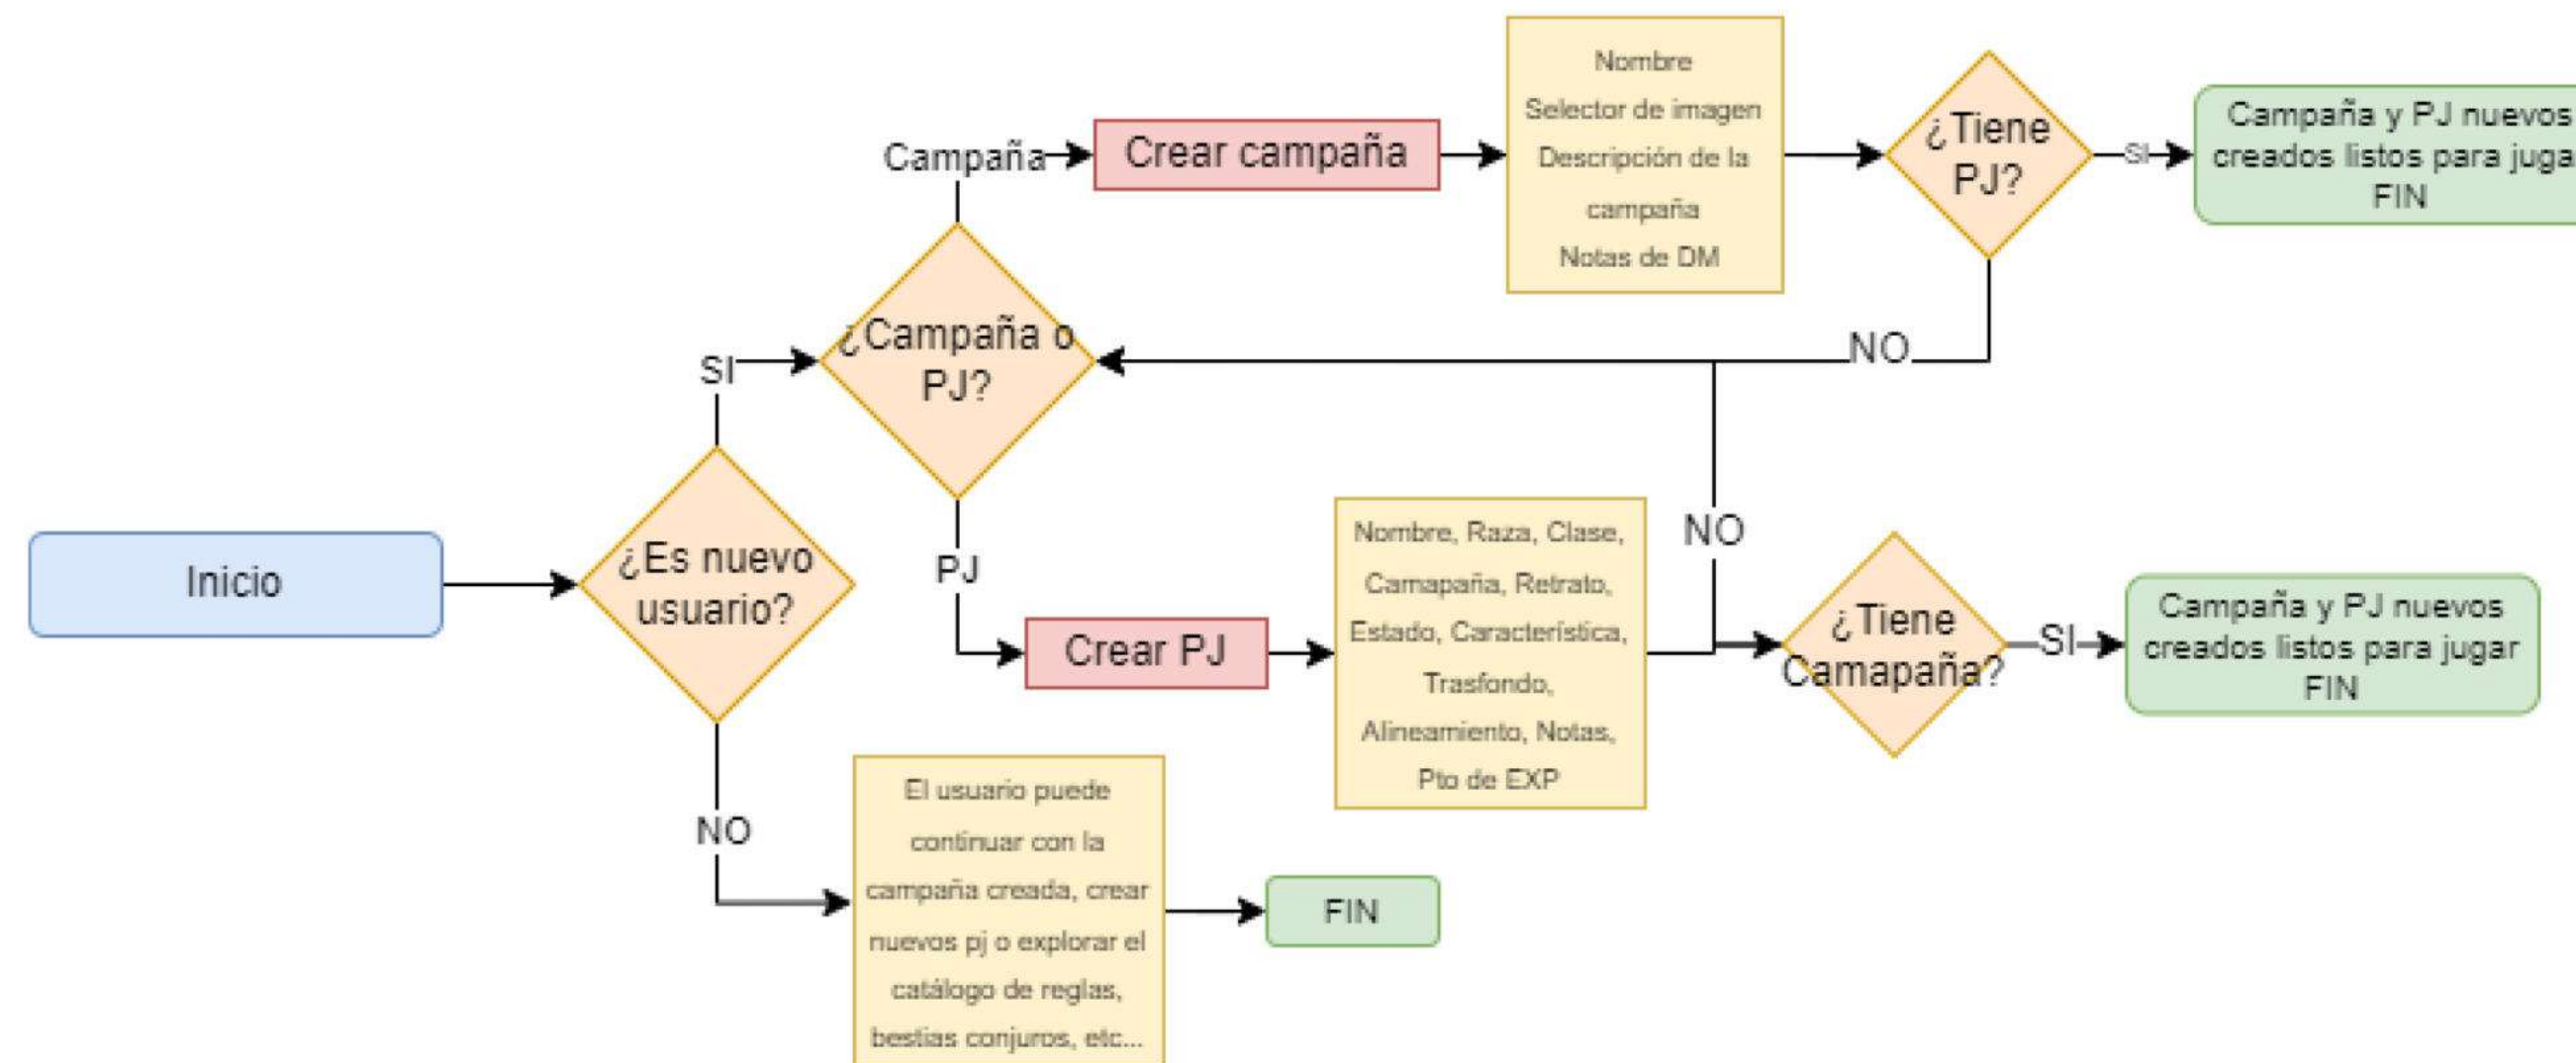 Inicio
¿Es nuevo
usuario?
SI
¿Campaña o
PJ?
Campaña
Crear campaña
Nombre
Selector de imagen
Descripción de la
campaña
Notas de DM
¿Tiene
PJ?
SI
Campaña y PJ nuevos
creados listos para juga
FIN
NO
PJ
Crear PJ
Nombre, Raza, Clase,
Camapaña, Retrato,
Estado, Característica,
Trasfondo,
Alineamiento, Notas,
Pto de EXP
NO
¿Tiene
Camapaña?
SI
Campaña y PJ nuevos
creados listos para jugar
FIN
NO
El usuario puede
continuar con la
campaña creada, crear
nuevos pj o explorar el
catálogo de reglas,
bestias conjuros, etc...
FIN